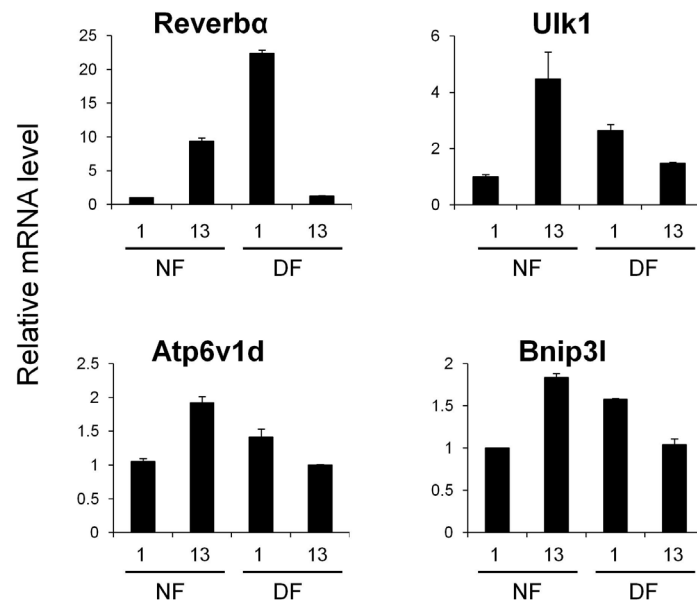 Relative mRNA level
Reverbα
25
20
15
10
5
0
1 13 1 13
NF DF
Ulk1
6
4
2
0
1 13 1 13
NF DF
Atp6v1d
2.5
2
1.5
1
0.5
0
1 13 1 13
NF DF
Bnip3l
2
1.5
1
0.5
0
1 13 1 13
NF DF